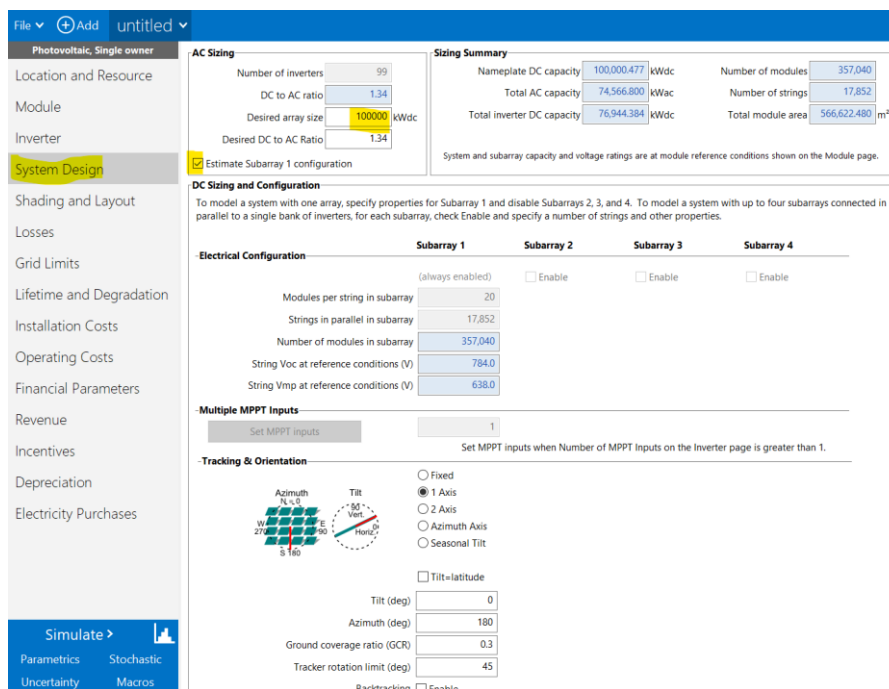 File Add untitled
Photovoltaic, Single owner
Location and Resource
Module
Inverter
System Design
Shading and Layout
Losses
Grid Limits
Lifetime and Degradation
Installation Costs
Operating Costs
Financial Parameters
Revenue
Incentives
Depreciation
Electricity Purchases
Simulate >
Parametrics Stochastic
Uncertainty Macros
AC Sizing
Number of inverters 99
DC to AC ratio 1.34
Desired array size 100000 kWdc
Desired DC to AC Ratio 1.34
Estimate Subarray 1 configuration
Sizing Summary
Nameplate DC capacity 100,000.477 kWdc Number of modules 357,040
Total AC capacity 74,566.800 kWac Number of strings 17,852
Total inverter DC capacity 76,944.384 kWdc Total module area 566,622.480 m²
System and subarray capacity and voltage ratings are at module reference conditions shown on the Module page.
DC Sizing and Configuration
To model a system with one array, specify properties for Subarray 1 and disable Subarrays 2, 3, and 4. To model a system with up to four subarrays connected in
parallel to a single bank of inverters, for each subarray, check Enable and specify a number of strings and other properties.
Electrical Configuration
Subarray 1 Subarray 2 Subarray 3 Subarray 4
(always enabled) Enable Enable Enable
Modules per string in subarray 20
Strings in parallel in subarray 17,852
Number of modules in subarray 357,040
String Voc at reference conditions (V) 784.0
String Vmp at reference conditions (V) 638.0
Multiple MPPT Inputs
Set MPPT inputs 1
Set MPPT inputs when Number of MPPT Inputs on the Inverter page is greater than 1.
Tracking & Orientation
Azimuth Tilt
N = 0
W
270
E
90
S 180
90
Vert.
0
Horiz.
Fixed
1 Axis
2 Axis
Azimuth Axis
Seasonal Tilt
Tilt=latitude
Tilt (deg) 0
Azimuth (deg) 180
Ground coverage ratio (GCR) 0.3
Tracker rotation limit (deg) 45
Backtracking Enable